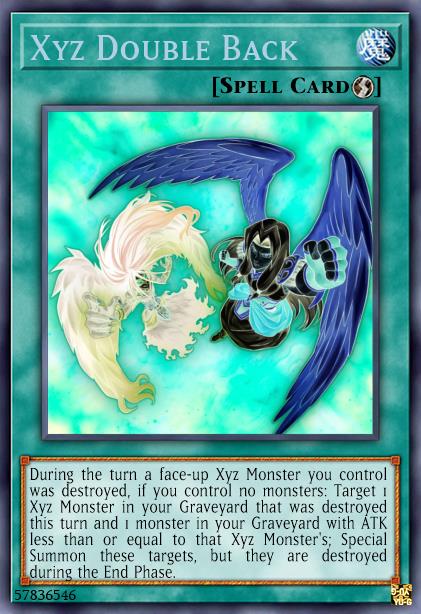 Xyz Double Back
魔
[Spell Card]
During the turn a face-up Xyz Monster you control
was destroyed, if you control no monsters: Target 1
Xyz Monster in your Graveyard that was destroyed
this turn and 1 monster in your Graveyard with ATK
less than or equal to that Xyz Monster's; Special
Summon these targets, but they are destroyed
during the End Phase.
57836546